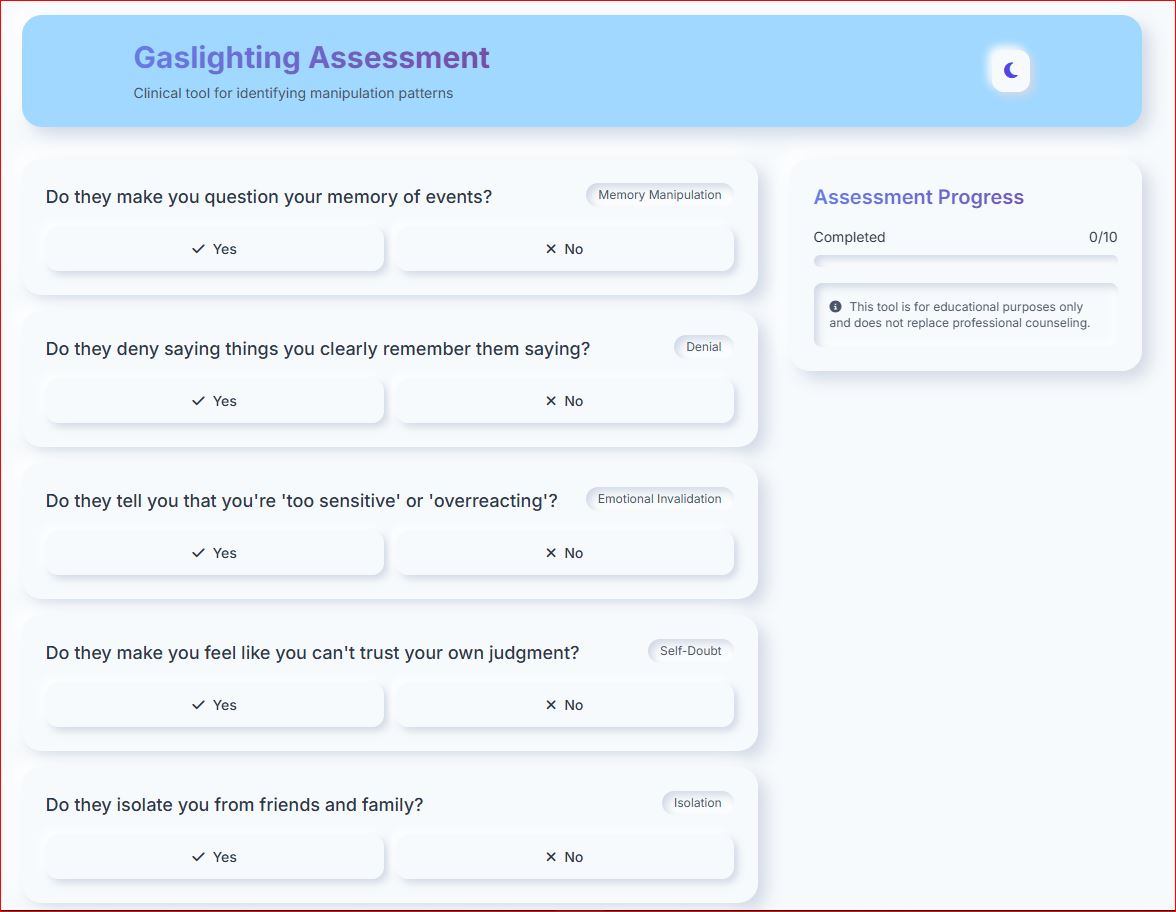 Gaslighting Assessment
Clinical tool for identifying manipulation patterns
Do they make you question your memory of events?
Memory Manipulation
Yes
No
Do they deny saying things you clearly remember them saying?
Denial
Yes
No
Do they tell you that you're 'too sensitive' or 'overreacting'?
Emotional Invalidation
Yes
No
Do they make you feel like you can't trust your own judgment?
Self-Doubt
Yes
No
Do they isolate you from friends and family?
Isolation
Yes
No
Assessment Progress
Completed
0/10
This tool is for educational purposes only
and does not replace professional counseling.